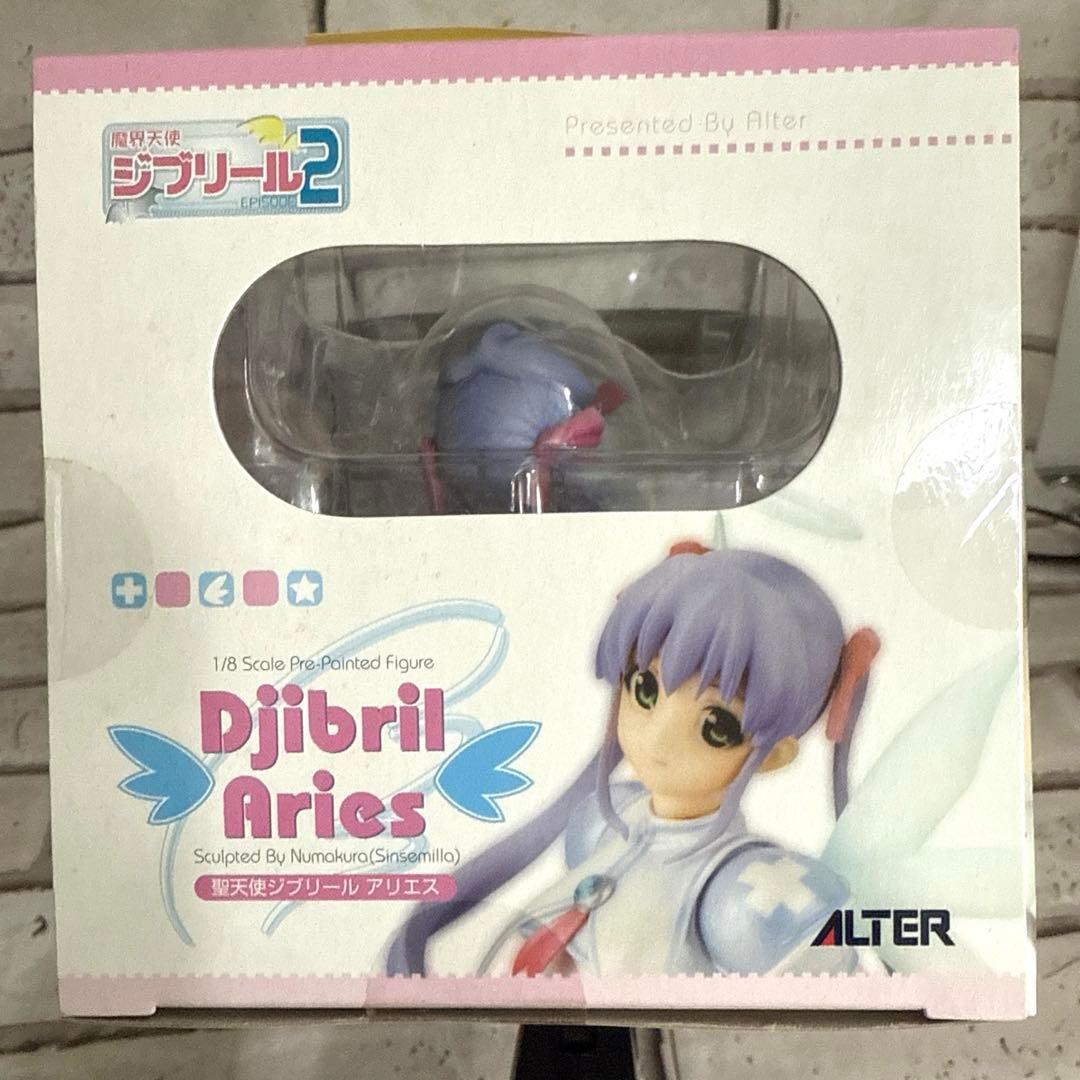 魔界天使
ジブリール2
EPISODE
Presented By Alter
1/8 Scale Pre-Painted Figure
Djibril
Aries
Sculpted By Numakura(Sinsemilla)
聖天使ジブリール アリエス
ALTER